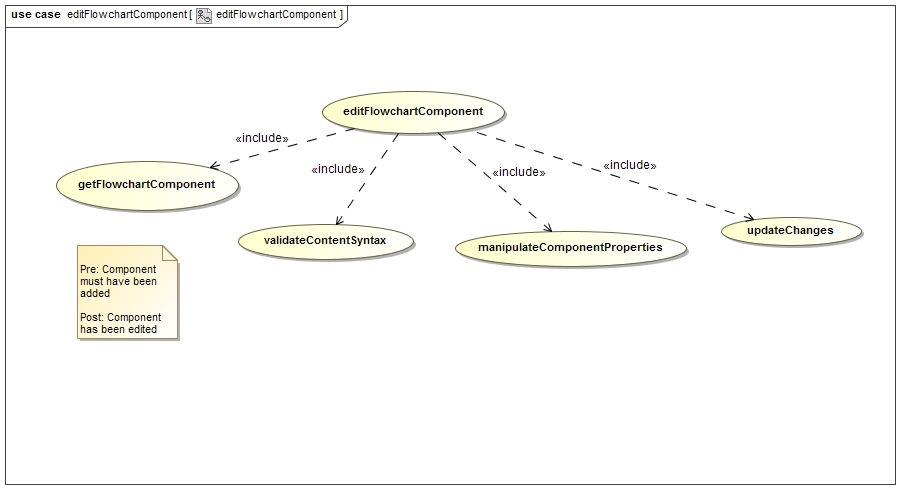 use case editFlowchartComponent [ editFlowchartComponent ]
editFlowchartComponent
«include»
«include»
«include»
«include»
getFlowchartComponent
validateContentSyntax
manipulateComponentProperties
updateChanges
Pre: Component
must have been
added
Post: Component
has been edited